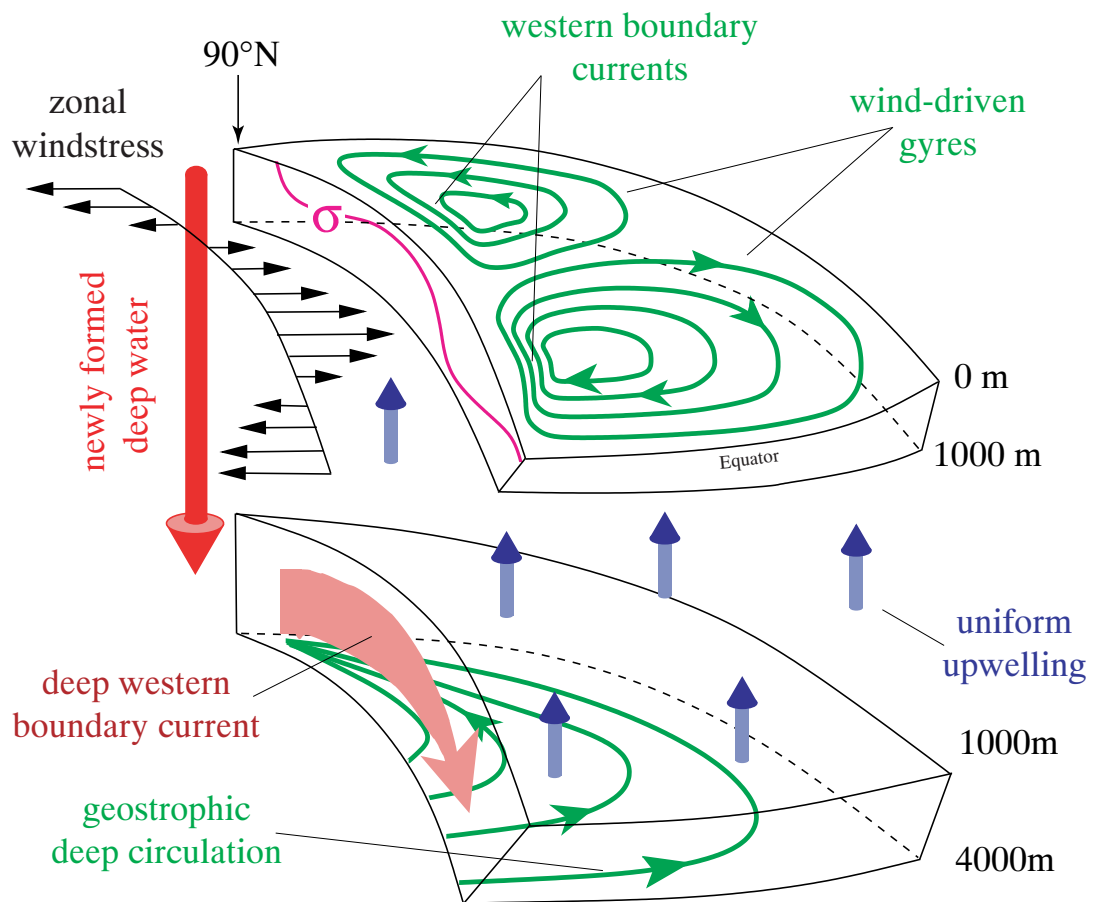 western boundary
currents
90°N
zonal
windstress
wind-driven
gyres
σ
newly formed
deep water
0 m
1000 m
Equator
uniform
upwelling
deep western
boundary current
1000m
geostrophic
deep circulation
4000m